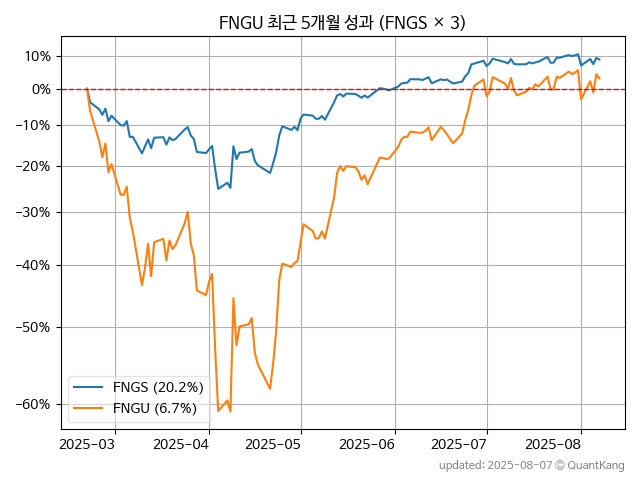 FNGU 최근 5개월 성과 (FNGS × 3)
10%
0%
−10%
−20%
−30%
−40%
−50%
−60%
FNGS (20.2%)
FNGU (6.7%)
2025-03 2025-04 2025-05 2025-06 2025-07 2025-08
updated: 2025-08-07 © QuantKang